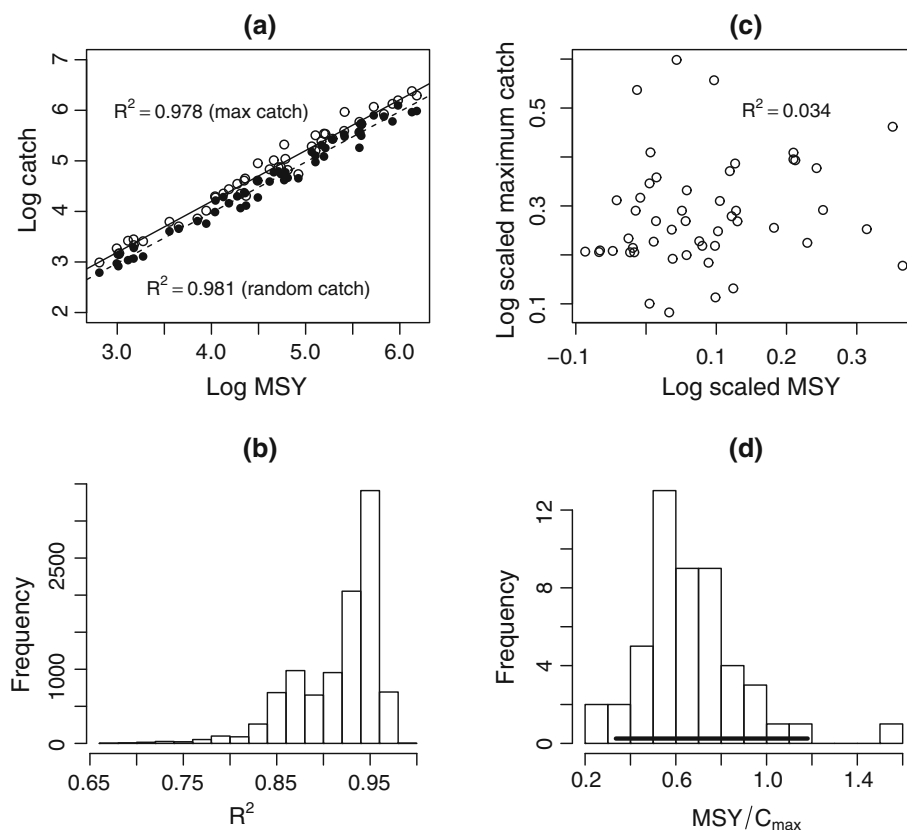 (a)
Log catch
7
6
5
4
3
2
R² = 0.978 (max catch)
R² = 0.981 (random catch)
3.0 4.0 5.0 6.0
Log MSY
(c)
Log scaled maximum catch
0.5
0.3
0.1
R² = 0.034
−0.1 0.1 0.2 0.3
Log scaled MSY
(b)
Frequency
2500
1000
0
0.65 0.75 0.85 0.95
R²
(d)
Frequency
12
8
4
0
0.2 0.6 1.0 1.4
MSY/Cmax